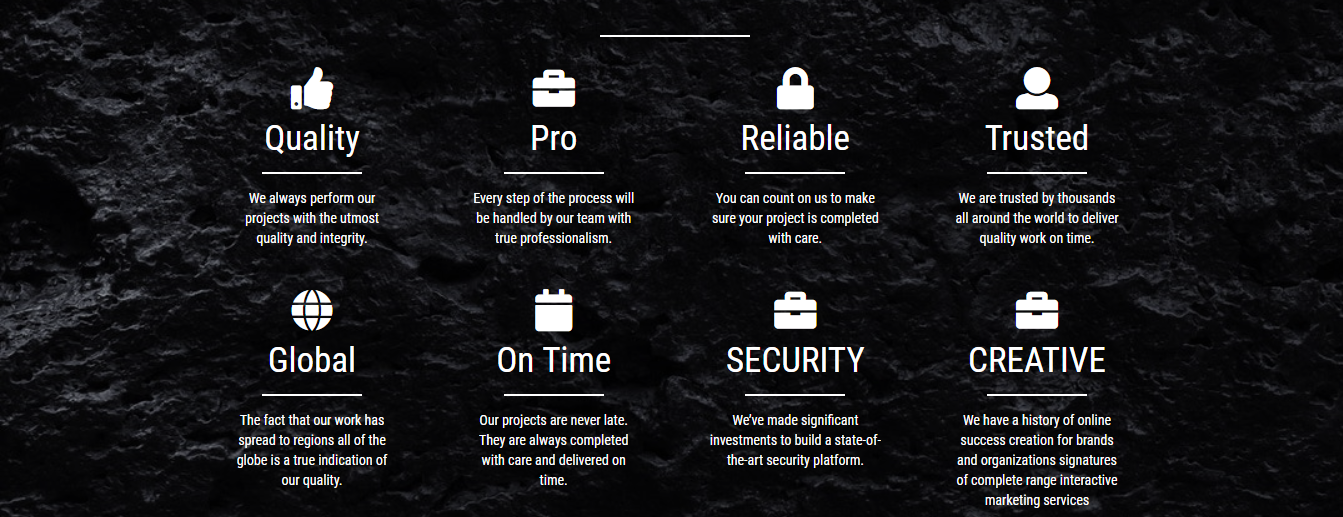 Quality
We always perform our
projects with the utmost
quality and integrity.
Pro
Every step of the process will
be handled by our team with
true professionalism.
Reliable
You can count on us to make
sure your project is completed
with care.
Trusted
We are trusted by thousands
all around the world to deliver
quality work on time.
Global
The fact that our work has
spread to regions all of the
globe is a true indication of
our quality.
On Time
Our projects are never late.
They are always completed
with care and delivered on
time.
SECURITY
We've made significant
investments to build a state-of-
the-art security platform.
CREATIVE
We have a history of online
success creation for brands
and organizations signatures
of complete range interactive
marketing services